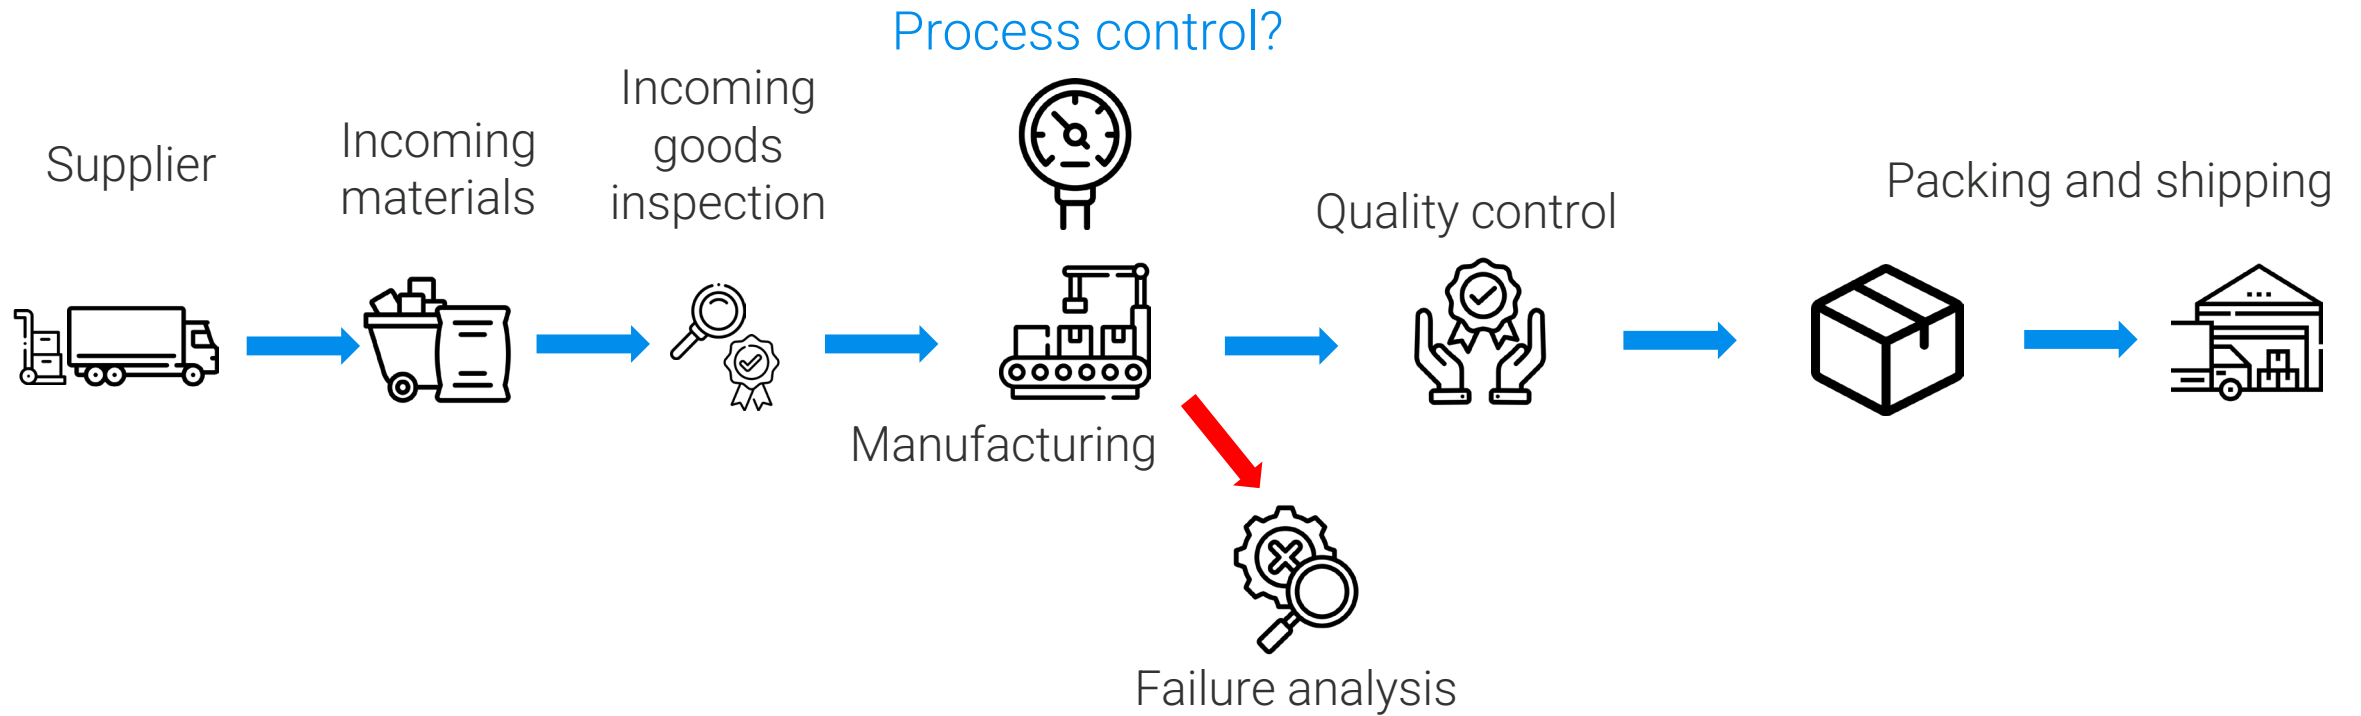 Process control?
Supplier
Incoming
materials
Incoming
goods
inspection
Manufacturing
Quality control
Packing and shipping
Failure analysis